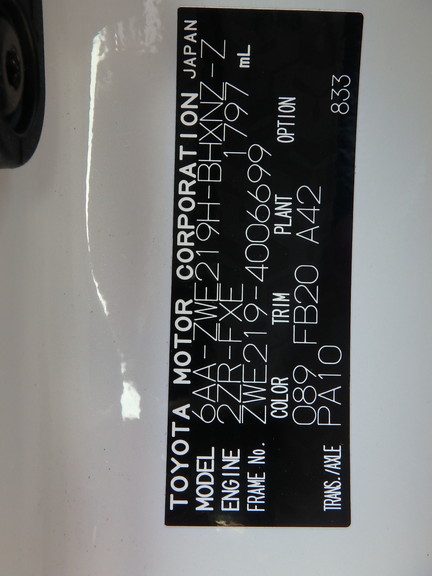 TOYOTA MOTOR CORPORATION JAPAN
MODEL 6AA-ZWE219H-BHXNZ-Z
ENGINE 2ZR-FXE 1797 mL
FRAME No. ZWE219-4006699
COLOR TRIM PLANT OPTION
089 FB20 A42
TRANS./AXLE PA10 833